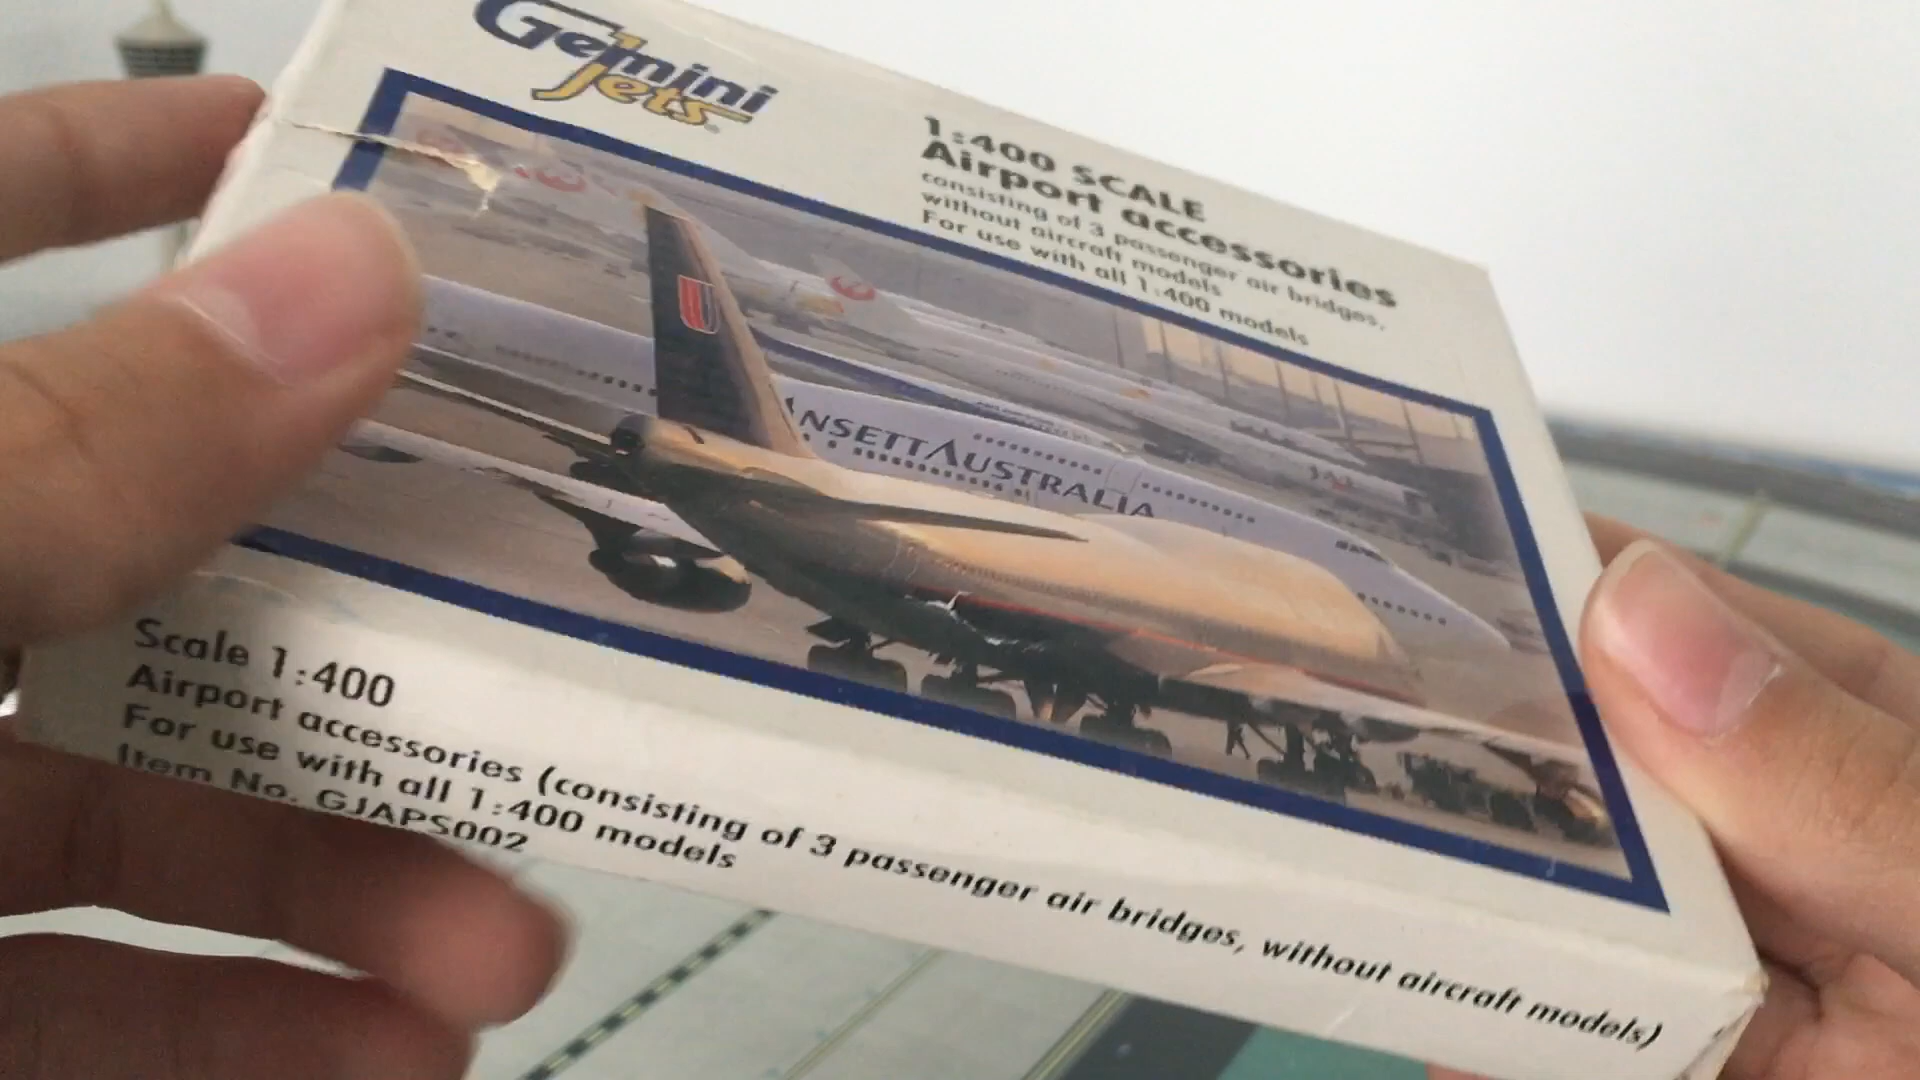 Gemini
Jets
1:400 SCALE
Airport accessories
consisting of 3 passenger air bridges,
without aircraft models
For use with all 1:400 models
ANSETT AUSTRALIA
JAL
Scale 1:400
Airport accessories (consisting of 3 passenger air bridges, without aircraft models)
For use with all 1:400 models
Item No. GJAPS002